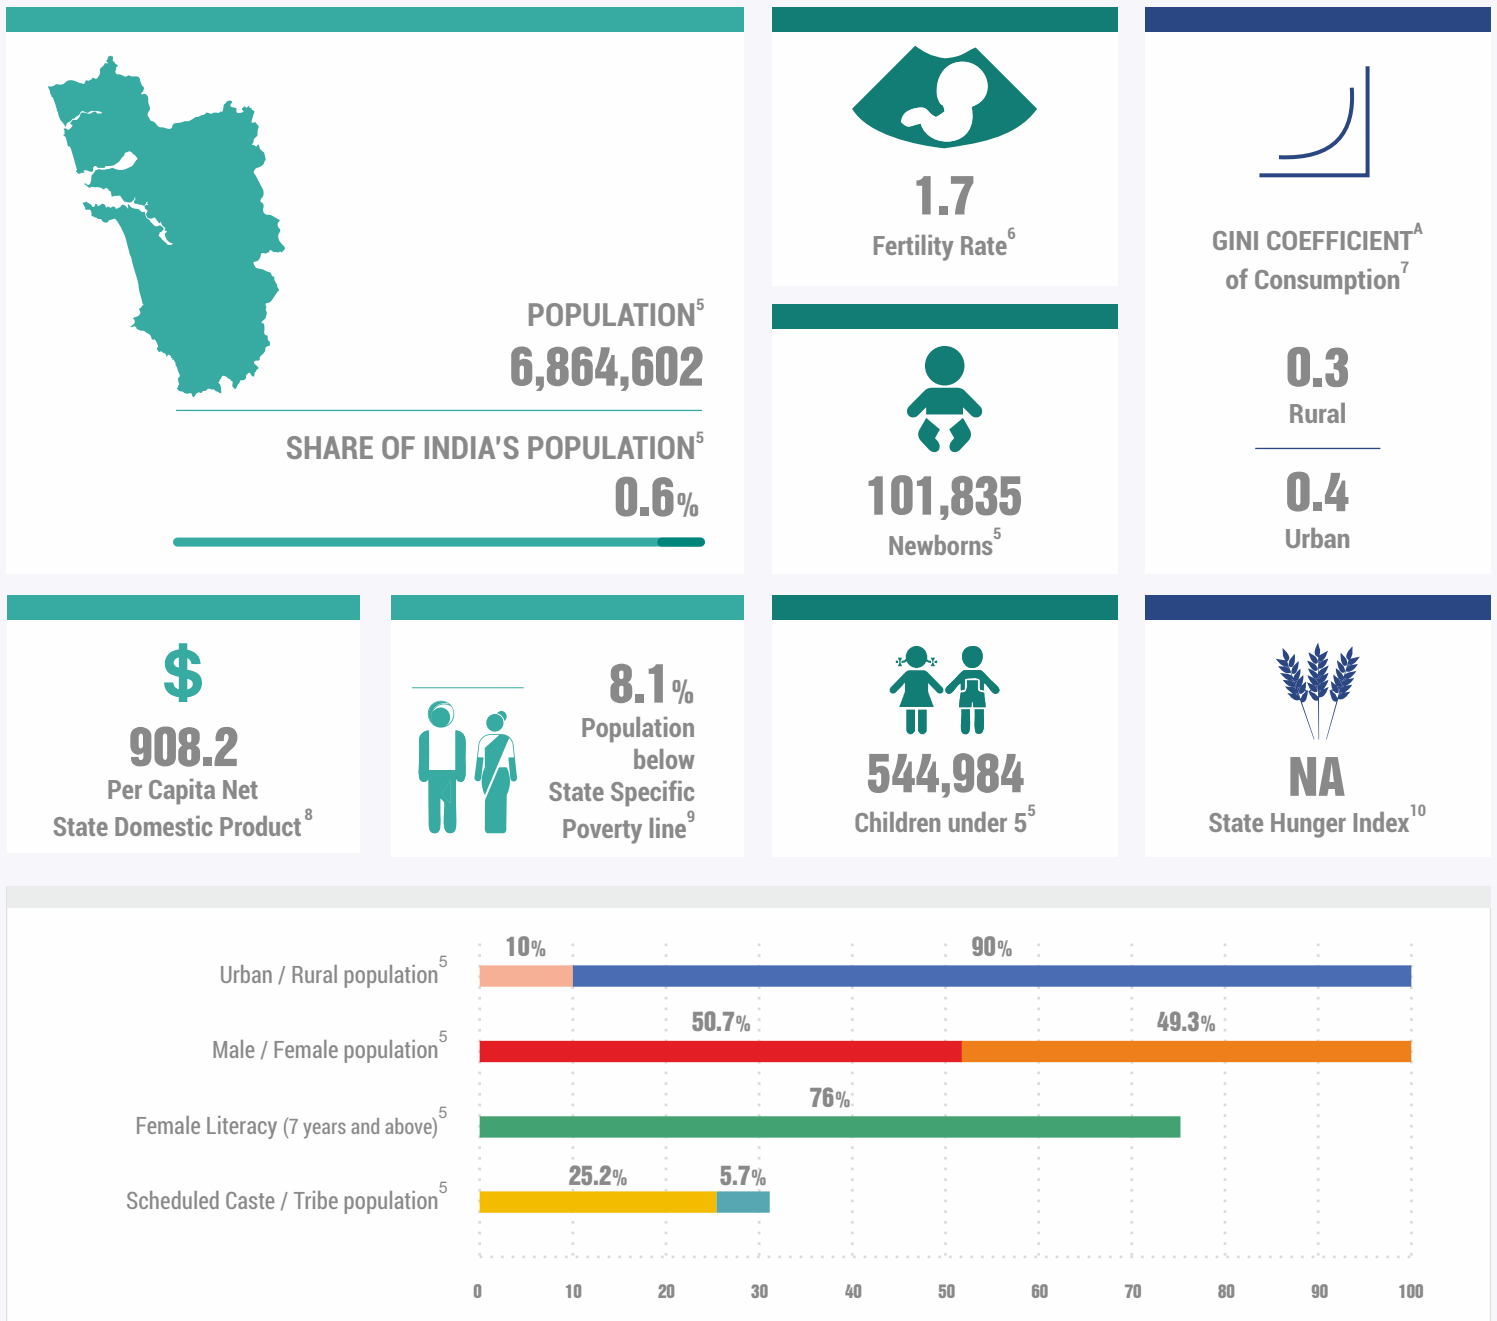 POPULATION5
6,864,602
SHARE OF INDIA'S POPULATION5
0.6%
1.7
Fertility Rate6
101,835
Newborns5
GINI COEFFICIENTA
of Consumption7
0.3
Rural
0.4
Urban
$
908.2
Per Capita Net
State Domestic Product8
8.1%
Population
below
State Specific
Poverty line9
544,984
Children under 55
NA
State Hunger Index10
10% 90%
Urban / Rural population5
50.7% 49.3%
Male / Female population5
76%
Female Literacy (7 years and above)5
25.2% 5.7%
Scheduled Caste / Tribe population5
0 10 20 30 40 50 60 70 80 90 100